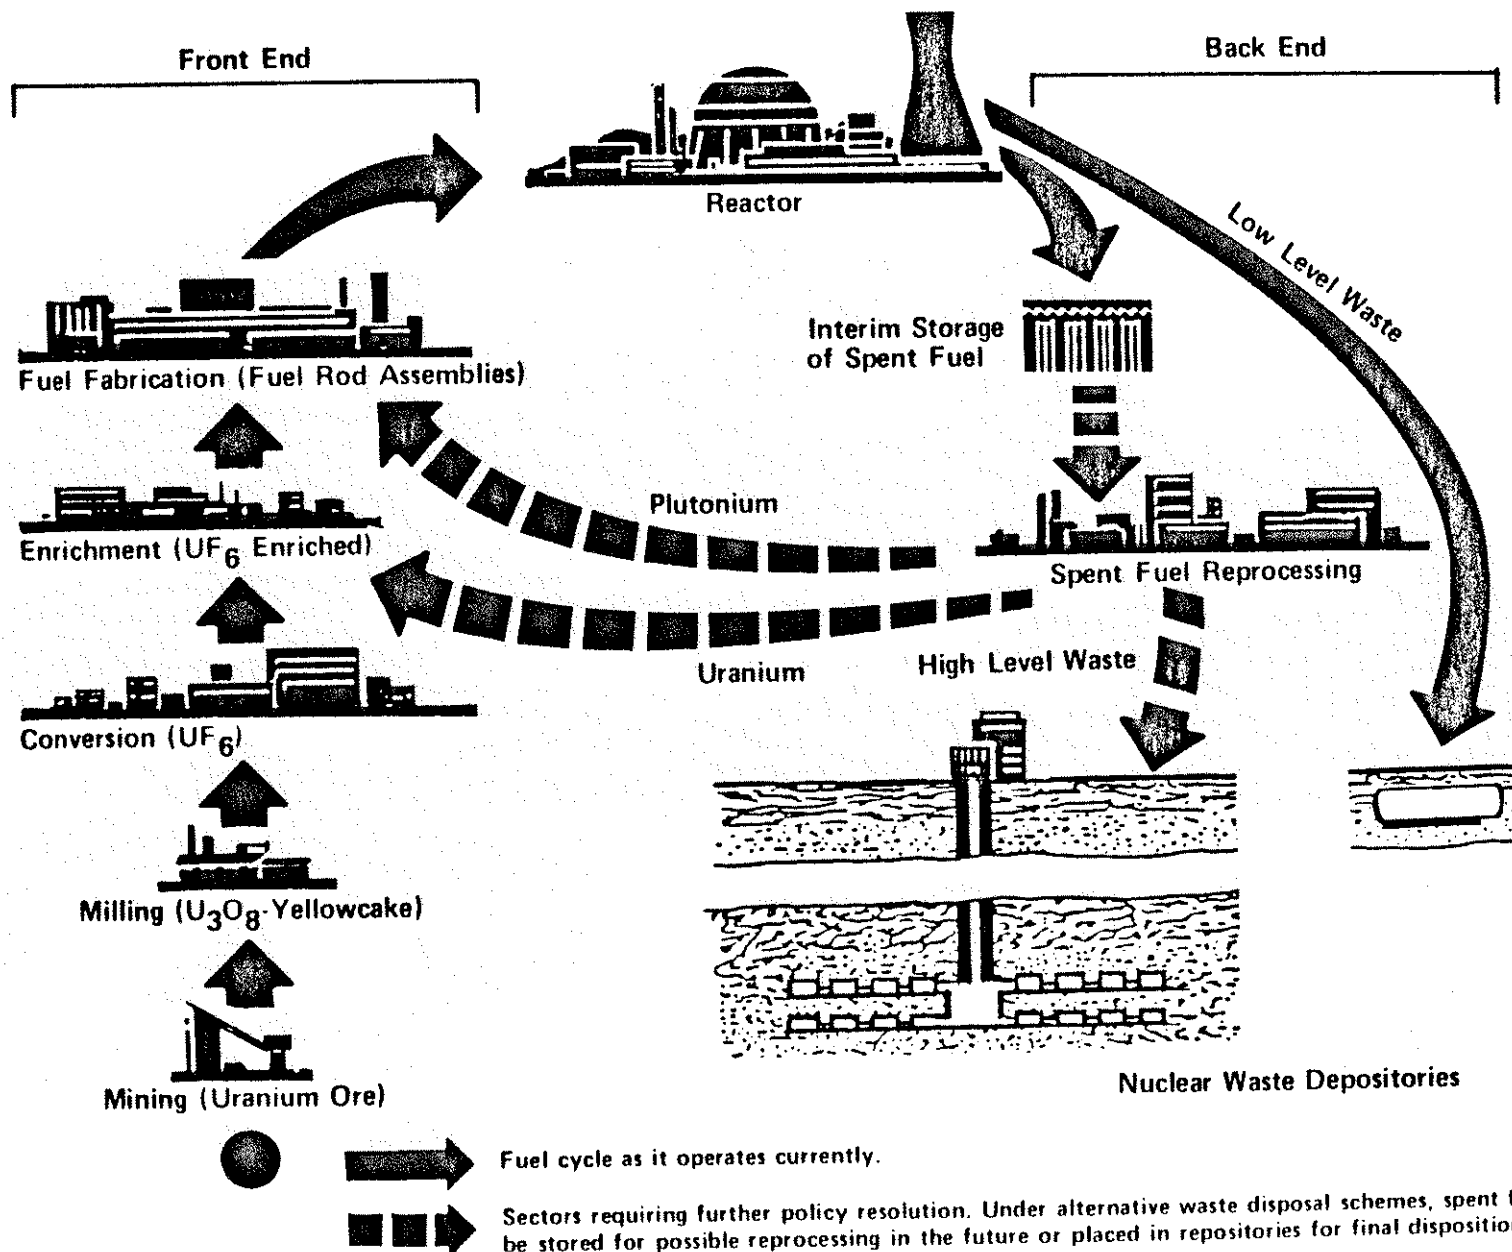 Front End
Back End
Reactor
Low Level Waste
Interim Storage
of Spent Fuel
Fuel Fabrication (Fuel Rod Assemblies)
Plutonium
Enrichment (UF6 Enriched)
Spent Fuel Reprocessing
Uranium
High Level Waste
Conversion (UF6)
Milling (U3O8-Yellowcake)
Mining (Uranium Ore)
Nuclear Waste Depositories
Fuel cycle as it operates currently.
Sectors requiring further policy resolution. Under alternative waste disposal schemes, spent
be stored for possible reprocessing in the future or placed in repositories for final disposition